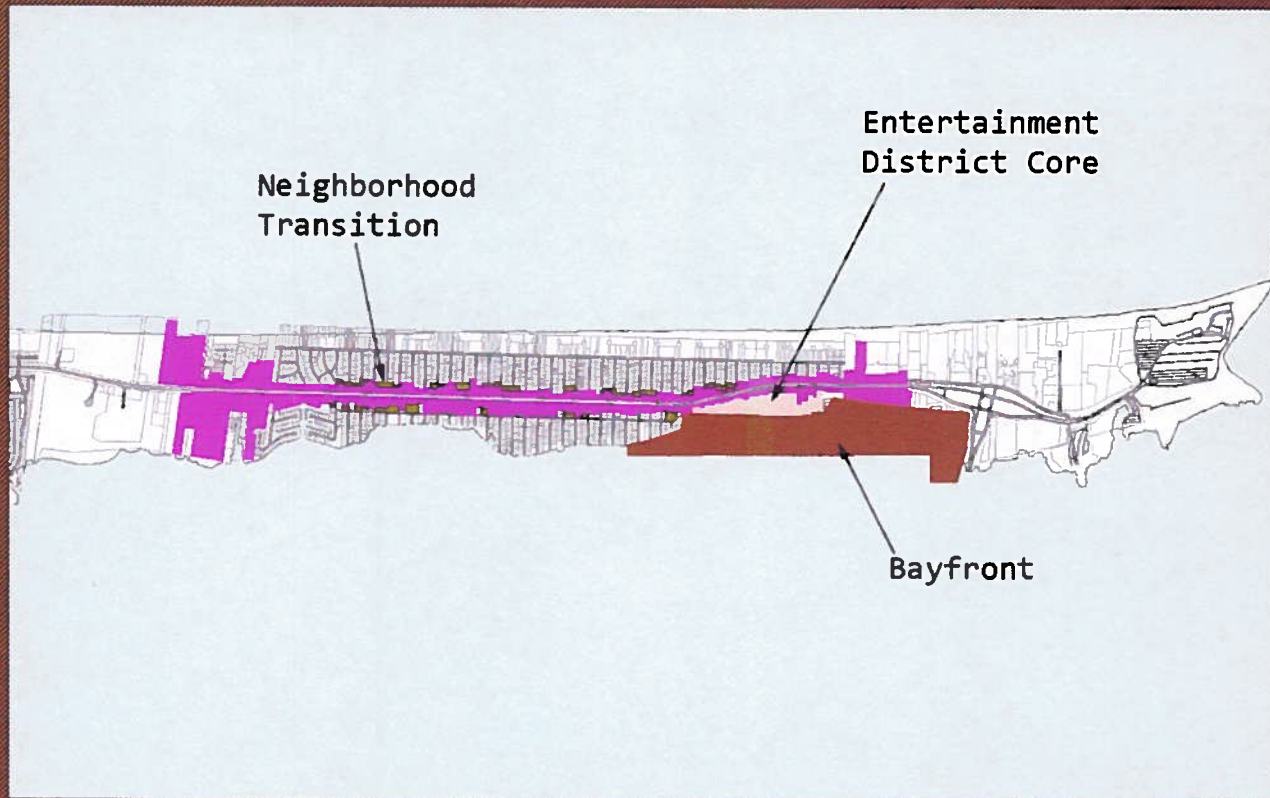 Entertainment
District Core
Neighborhood
Transition
Bayfront